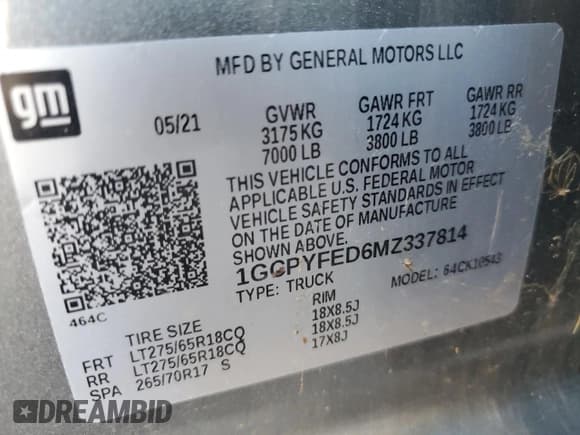 gm
MFD BY GENERAL MOTORS LLC
05/21
GVWR
3175 KG
7000 LB
GAWR FRT
1724 KG
3800 LB
GAWR RR
1724 KG
3800 LB
THIS VEHICLE CONFORMS TO ALL
APPLICABLE U.S. FEDERAL MOTOR
VEHICLE SAFETY STANDARDS IN EFFECT
ON THE DATE OF MANUFACTURE
SHOWN ABOVE.
1GCPYFED6MZ337814
TYPE: TRUCK
MODEL: 64CK10543
464C
TIRE SIZE RIM
FRT LT275/65R18CQ 18X8.5J
RR LT275/65R18CQ 18X8.5J
SPA 265/70R17 S 17X8J
DREAMBID